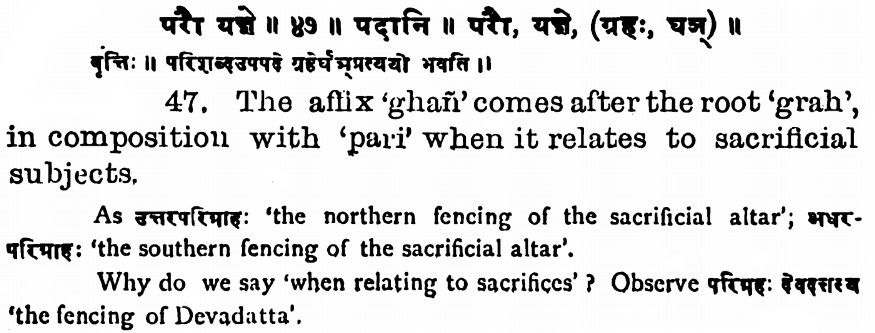 परौ यज्ञे ॥ ४७ ॥ पदानि ॥ परौ, यज्ञे, (ग्रहः, घञ्) ॥
वृत्तिः ॥ परिशब्दउपपदे ग्रहेर्घञ्प्रत्ययो भवति ॥
47. The affix 'ghañ' comes after the root 'grah',
in composition with 'pari' when it relates to sacrificial
subjects.
As उत्तरपरिग्राहः 'the northern fencing of the sacrificial altar'; अधर-
परिग्राहः 'the southern fencing of the sacrificial altar'.
Why do we say 'when relating to sacrifices' ? Observe परिग्रहः देवदत्तस्य
'the fencing of Devadatta'.